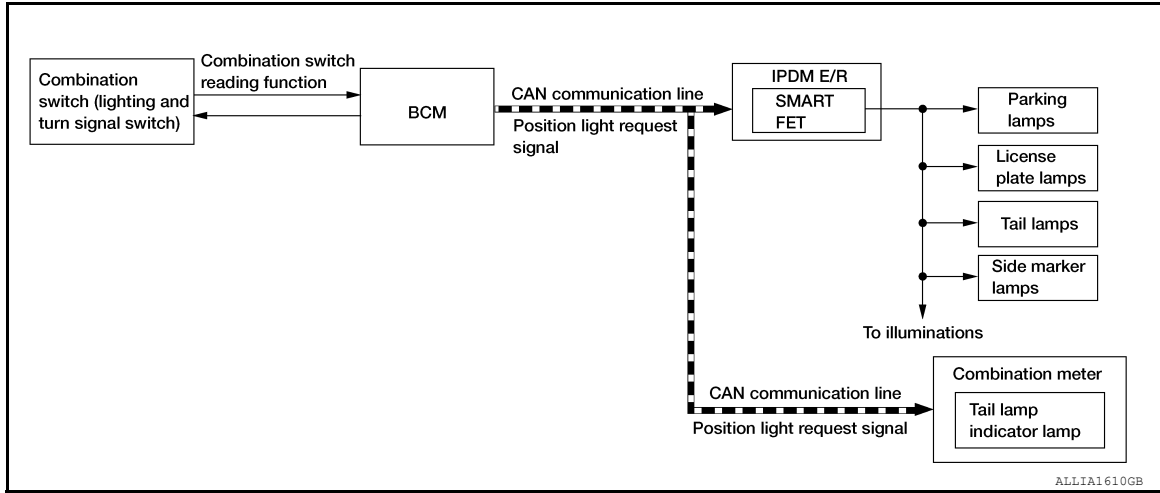 Combination
switch (lighting and
turn signal switch)
Combination switch
reading function
BCM
CAN communication line
Position light request
signal
IPDM E/R
SMART
FET
Parking
lamps
License
plate lamps
Tail lamps
Side marker
lamps
To illuminations
CAN communication line
Position light request signal
Combination meter
Tail lamp
indicator lamp
ALLIA1610GB